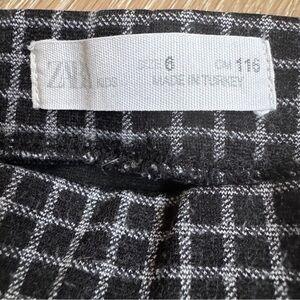 ZARA KIDS SIZE 6 CM 116
MADE IN TURKEY